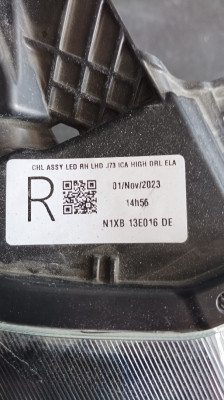 CHL ASSY LED RH LHD J73 ICA HIGH DRL ELA
R
01/Nov/2023
14h56
N1XB 13E016 DE